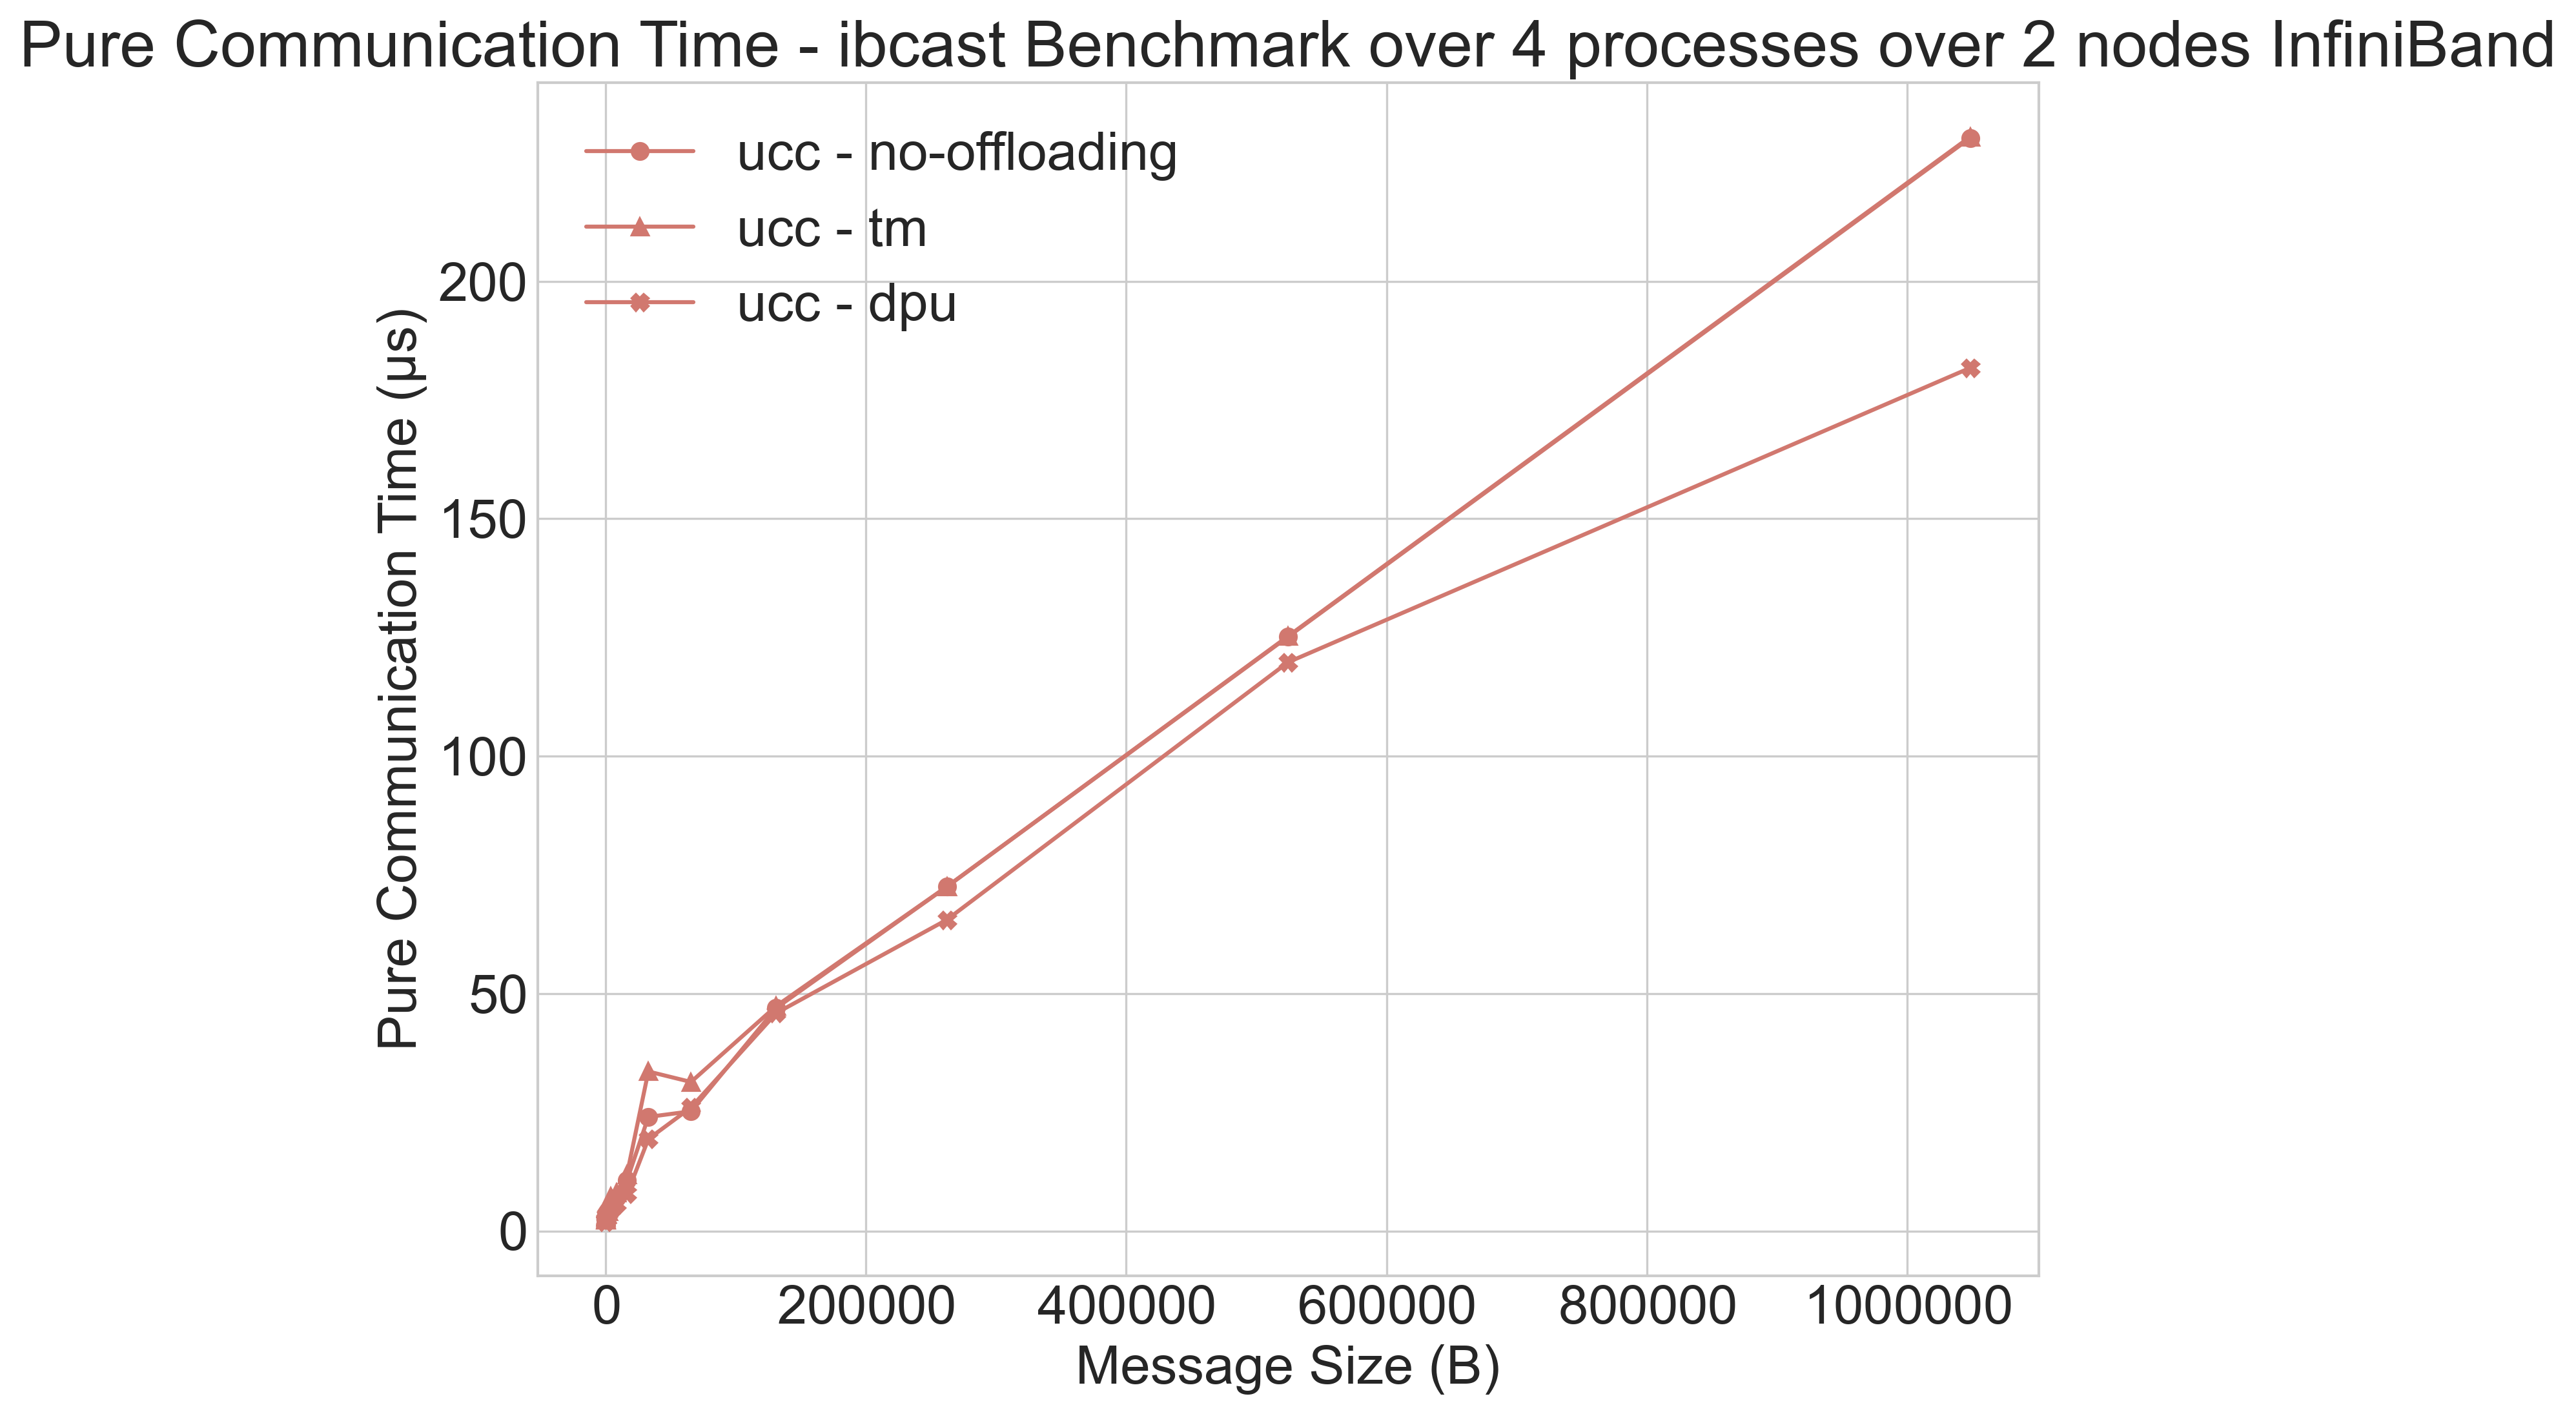 Pure Communication Time - ibcast Benchmark over 4 processes over 2 nodes InfiniBand
ucc - no-offloading
ucc - tm
ucc - dpu
Pure Communication Time (µs)
200
150
100
50
0
0 200000 400000 600000 800000 1000000
Message Size (B)